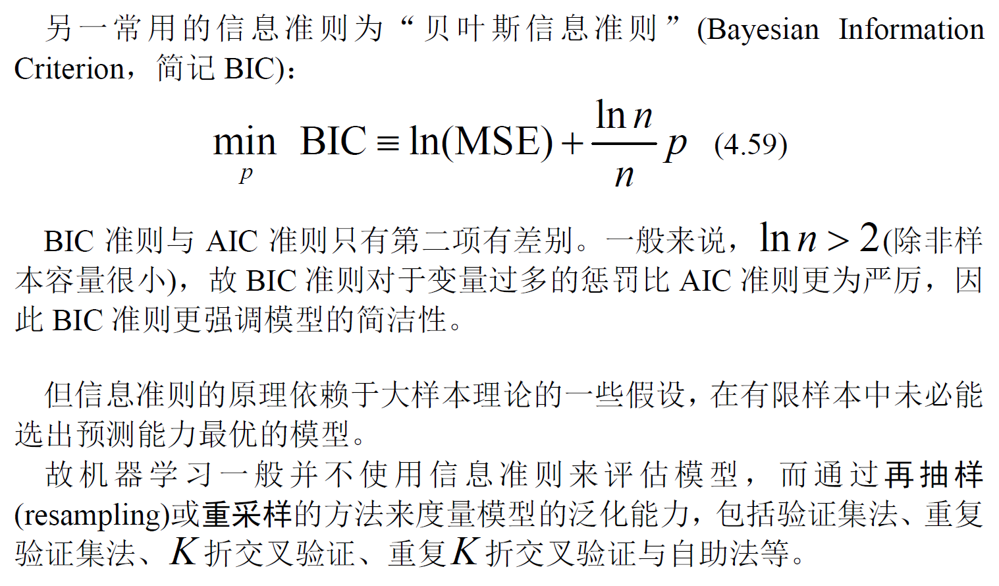 另一常用的信息准则为“贝叶斯信息准则”(Bayesian Information
Criterion，简记 BIC)：
min_p BIC ≡ ln(MSE) + (ln n / n) p (4.59)
BIC 准则与 AIC 准则只有第二项有差别。一般来说，ln n > 2(除非样
本容量很小)，故 BIC 准则对于变量过多的惩罚比 AIC 准则更为严厉，因
此 BIC 准则更强调模型的简洁性。
但信息准则的原理依赖于大样本理论的一些假设，在有限样本中未必能
选出预测能力最优的模型。
故机器学习一般并不使用信息准则来评估模型，而通过再抽样
(resampling)或重采样的方法来度量模型的泛化能力，包括验证集法、重复
验证集法、K 折交叉验证、重复 K 折交叉验证与自助法等。